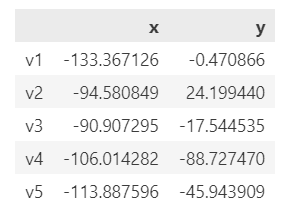 x y
v1 -133.367126 -0.470866
v2 -94.580849 24.199440
v3 -90.907295 -17.544535
v4 -106.014282 -88.727470
v5 -113.887596 -45.943909